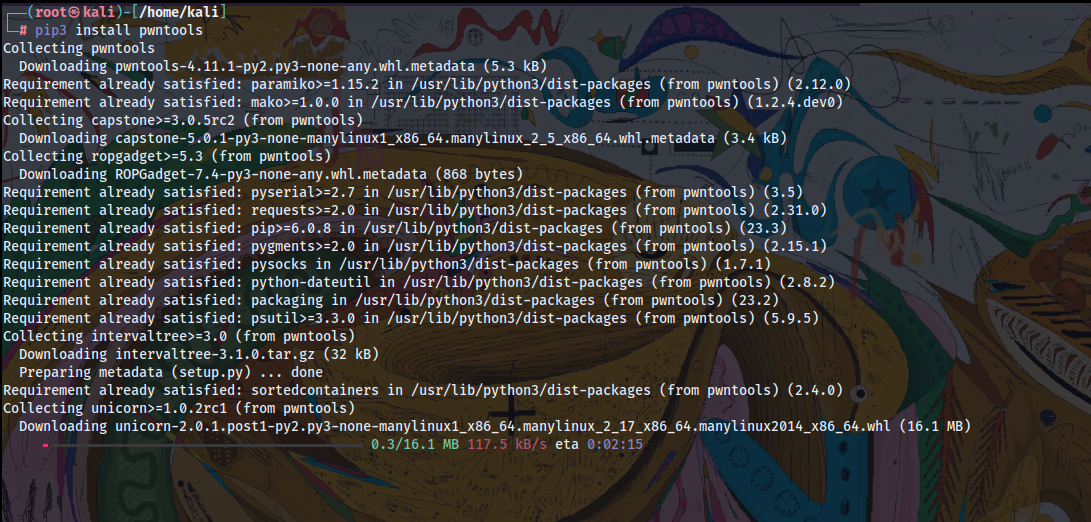 ┌──(root㉿kali)-[/home/kali]
└─# pip3 install pwntools
Collecting pwntools
  Downloading pwntools-4.11.1-py2.py3-none-any.whl.metadata (5.3 kB)
Requirement already satisfied: paramiko>=1.15.2 in /usr/lib/python3/dist-packages (from pwntools) (2.12.0)
Requirement already satisfied: mako>=1.0.0 in /usr/lib/python3/dist-packages (from pwntools) (1.2.4.dev0)
Collecting capstone>=3.0.5rc2 (from pwntools)
  Downloading capstone-5.0.1-py3-none-manylinux1_x86_64.manylinux_2_5_x86_64.whl.metadata (3.4 kB)
Collecting ropgadget>=5.3 (from pwntools)
  Downloading ROPGadget-7.4-py3-none-any.whl.metadata (868 bytes)
Requirement already satisfied: pyserial>=2.7 in /usr/lib/python3/dist-packages (from pwntools) (3.5)
Requirement already satisfied: requests>=2.0 in /usr/lib/python3/dist-packages (from pwntools) (2.31.0)
Requirement already satisfied: pip>=6.0.8 in /usr/lib/python3/dist-packages (from pwntools) (23.3)
Requirement already satisfied: pygments>=2.0 in /usr/lib/python3/dist-packages (from pwntools) (2.15.1)
Requirement already satisfied: pysocks in /usr/lib/python3/dist-packages (from pwntools) (1.7.1)
Requirement already satisfied: python-dateutil in /usr/lib/python3/dist-packages (from pwntools) (2.8.2)
Requirement already satisfied: packaging in /usr/lib/python3/dist-packages (from pwntools) (23.2)
Requirement already satisfied: psutil>=3.3.0 in /usr/lib/python3/dist-packages (from pwntools) (5.9.5)
Collecting intervaltree>=3.0 (from pwntools)
  Downloading intervaltree-3.1.0.tar.gz (32 kB)
  Preparing metadata (setup.py) ... done
Requirement already satisfied: sortedcontainers in /usr/lib/python3/dist-packages (from pwntools) (2.4.0)
Collecting unicorn>=1.0.2rc1 (from pwntools)
  Downloading unicorn-2.0.1.post1-py2.py3-none-manylinux1_x86_64.manylinux_2_17_x86_64.manylinux2014_x86_64.whl (16.1 MB)
0.3/16.1 MB 117.5 kB/s eta 0:02:15